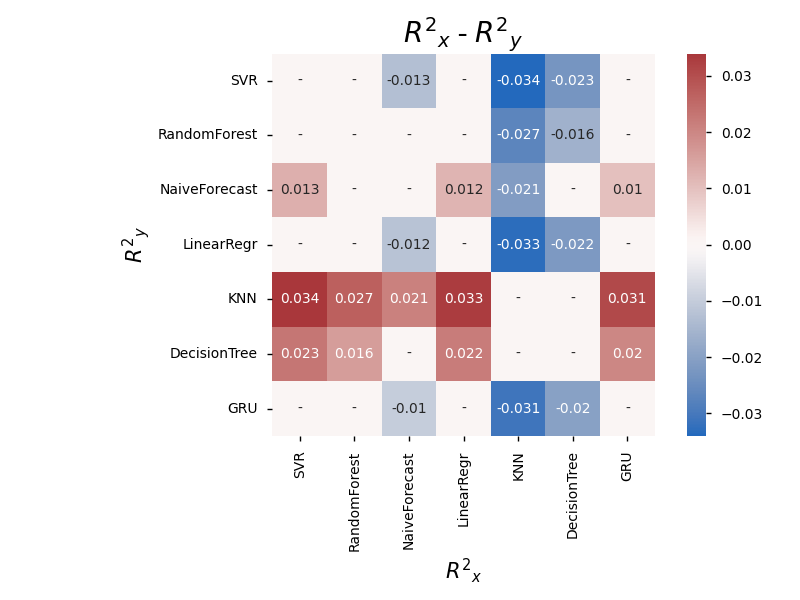 R²ₓ - R²ᵧ
SVR - - -0.013 - -0.034 -0.023 -
RandomForest - - - - -0.027 -0.016 -
NaiveForecast 0.013 - - 0.012 -0.021 - 0.01
LinearRegr - - -0.012 - -0.033 -0.022 -
KNN 0.034 0.027 0.021 0.033 - - 0.031
DecisionTree 0.023 0.016 - 0.022 - - 0.02
GRU - - -0.01 - -0.031 -0.02 -
SVR RandomForest NaiveForecast LinearRegr KNN DecisionTree GRU
R²ₓ
R²ᵧ
0.03
0.02
0.01
0.00
−0.01
−0.02
−0.03